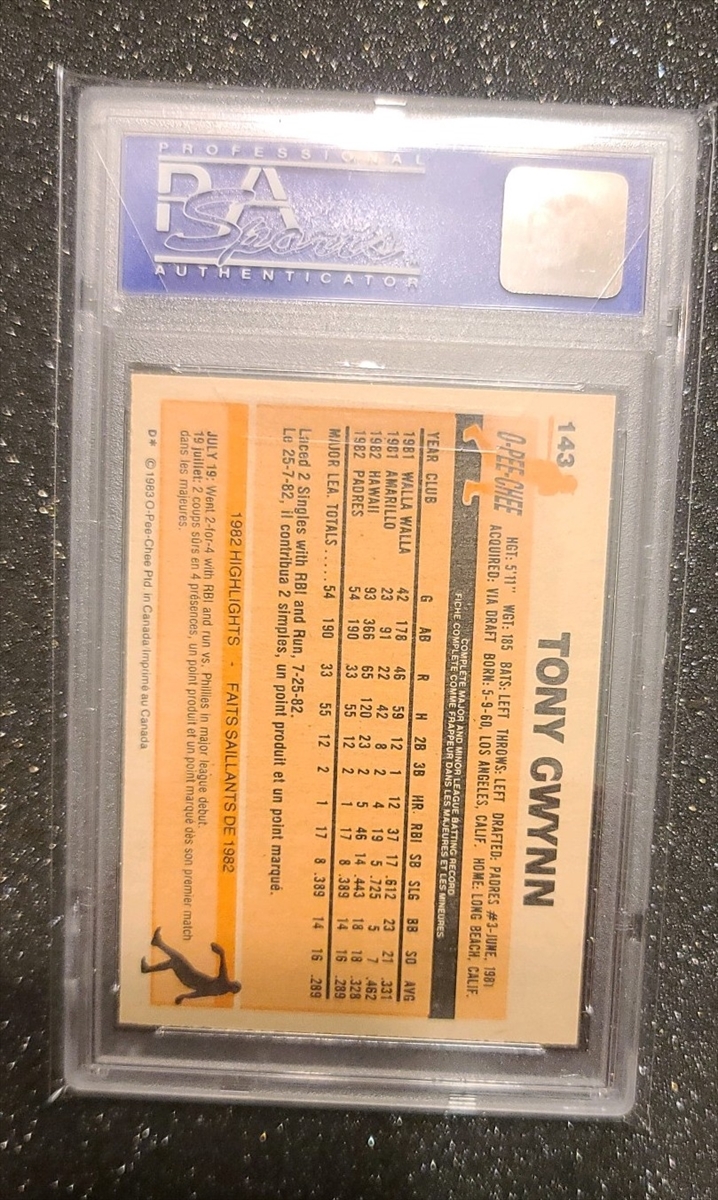 PROFESSIONAL
PSA
Sports
AUTHENTICATOR
143
TONY GWYNN
O-PEE-CHEE
HGT: 5'11" WGT: 185 BATS: LEFT THROWS: LEFT DRAFTED: PADRES #3-JUNE, 1981
ACQUIRED: VIA DRAFT BORN: 5-9-60, LOS ANGELES, CALIF. HOME: LONG BEACH, CALIF.
COMPLETE MAJOR AND MINOR LEAGUE BATTING RECORD
FICHE COMPLÈTE COMME FRAPPEUR DANS LES MAJEURES ET LES MINEURES
YEAR CLUB G AB R H 2B 3B HR. RBI SB SLG BB SO AVG
1981 WALLA WALLA 42 178 46 59 12 1 12 37 17 .612 23 21 .331
1981 AMARILLO 23 91 22 42 8 2 4 19 5 .725 5 7 .462
1982 HAWAII 93 366 65 120 23 2 5 46 14 .443 18 18 .328
1982 PADRES 54 190 33 55 12 2 1 17 8 .389 14 16 .289
MAJOR LEA. TOTALS ..... 54 190 33 55 12 2 1 17 8 .389 14 16 .289
Laced 2 Singles with RBI and Run, 7-25-82.
Le 25-7-82, il contribua 2 simples, un point produit et un point marqué.
1982 HIGHLIGHTS - FAITS SAILLANTS DE 1982
JULY 19: Went 2-for-4 with RBI and run vs. Phillies in major league debut.
19 juillet: 2 coups sûrs en 4 présences, un point produit et un point marqué dès son premier match
dans les majeures.
D* ©1983 O-Pee-Chee Ptd. in Canada/Imprimé au Canada